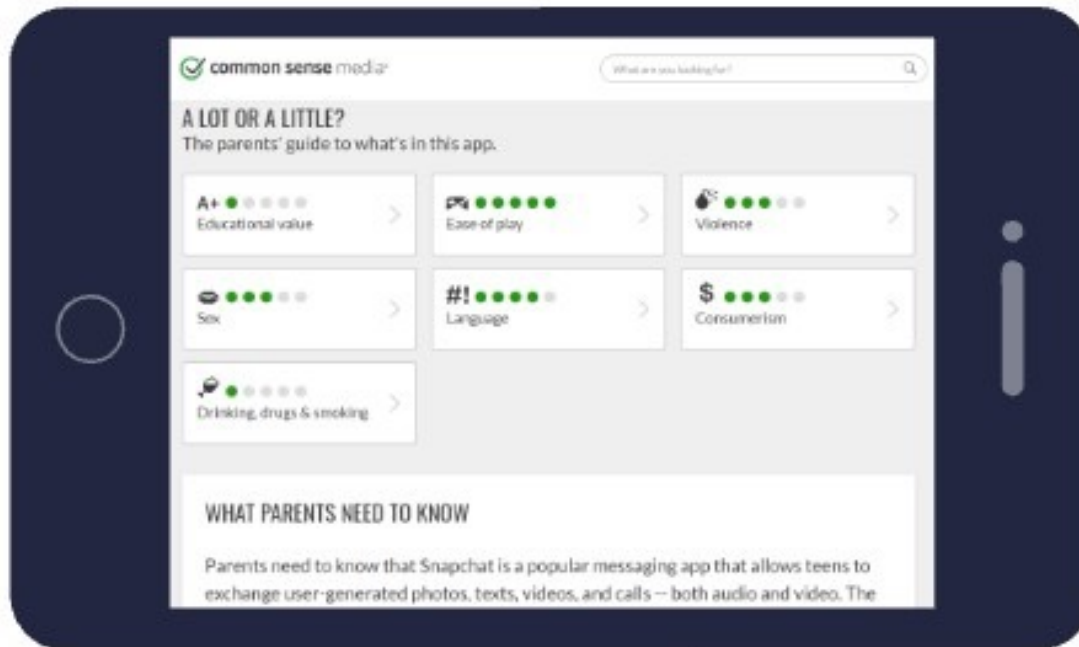 common sense media
What are you looking for?
A LOT OR A LITTLE?
The parents' guide to what's in this app.
A+
Educational value
Ease of play
Violence
Sex
#!
Language
$
Consumerism
Drinking, drugs & smoking
WHAT PARENTS NEED TO KNOW
Parents need to know that Snapchat is a popular messaging app that allows teens to
exchange user-generated photos, texts, videos, and calls -- both audio and video. The